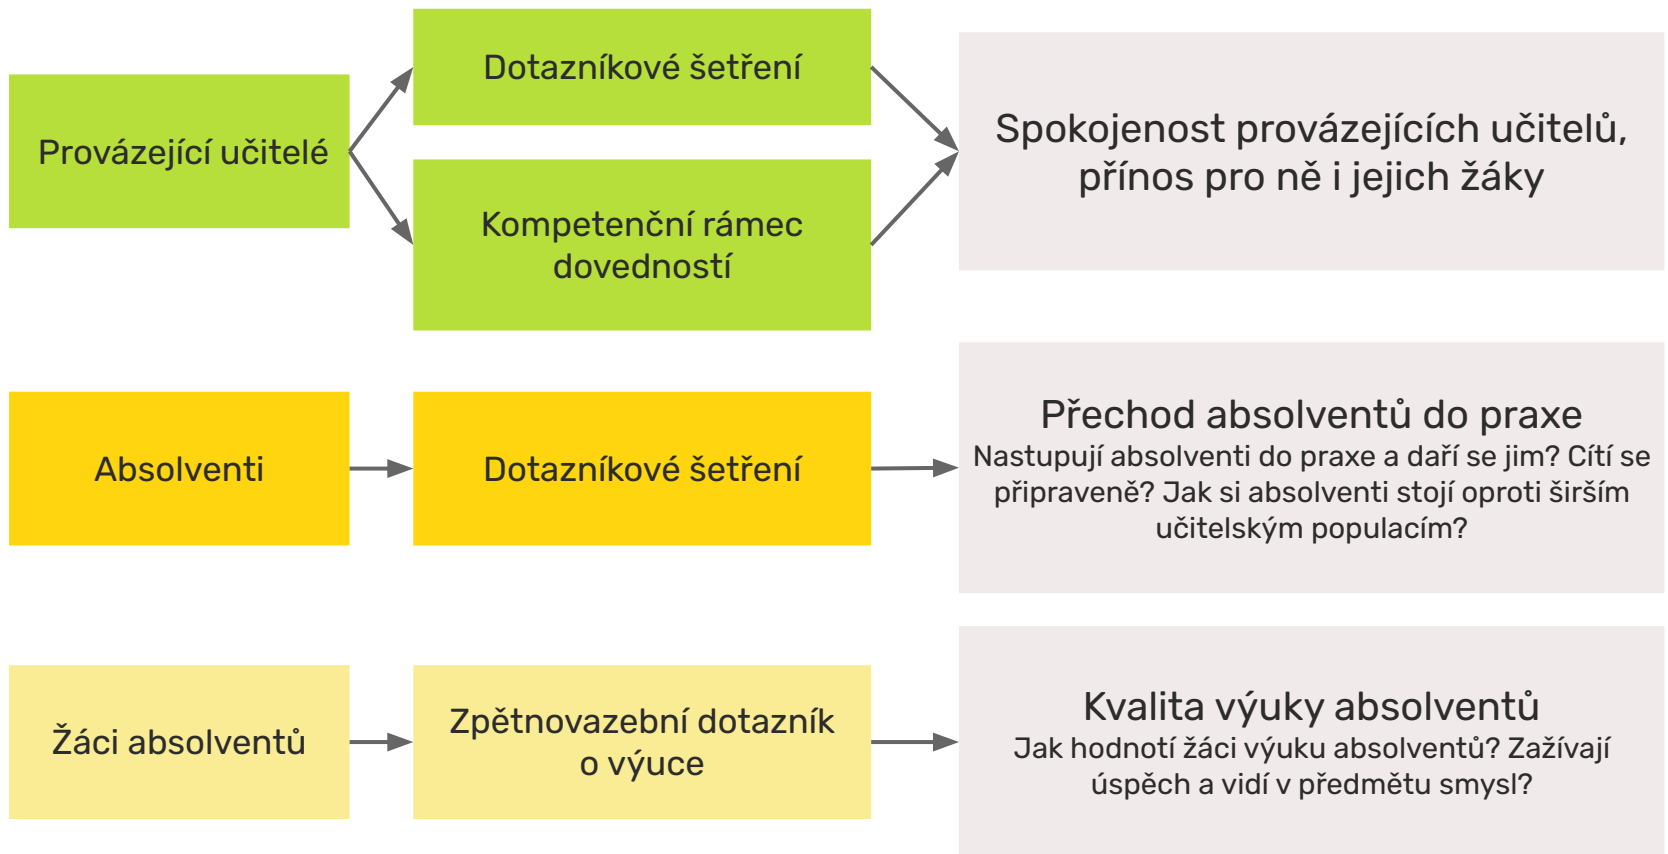 Provázející učitelé
Dotazníkové šetření
Kompetenční rámec
dovedností
Spokojenost provázejících učitelů,
přínos pro ně i jejich žáky
Absolventi
Dotazníkové šetření
Přechod absolventů do praxe
Nastupují absolventi do praxe a daří se jim? Cítí se
připraveně? Jak si absolventi stojí oproti širším
učitelským populacím?
Žáci absolventů
Zpětnovazební dotazník
o výuce
Kvalita výuky absolventů
Jak hodnotí žáci výuku absolventů? Zažívají
úspěch a vidí v předmětu smysl?